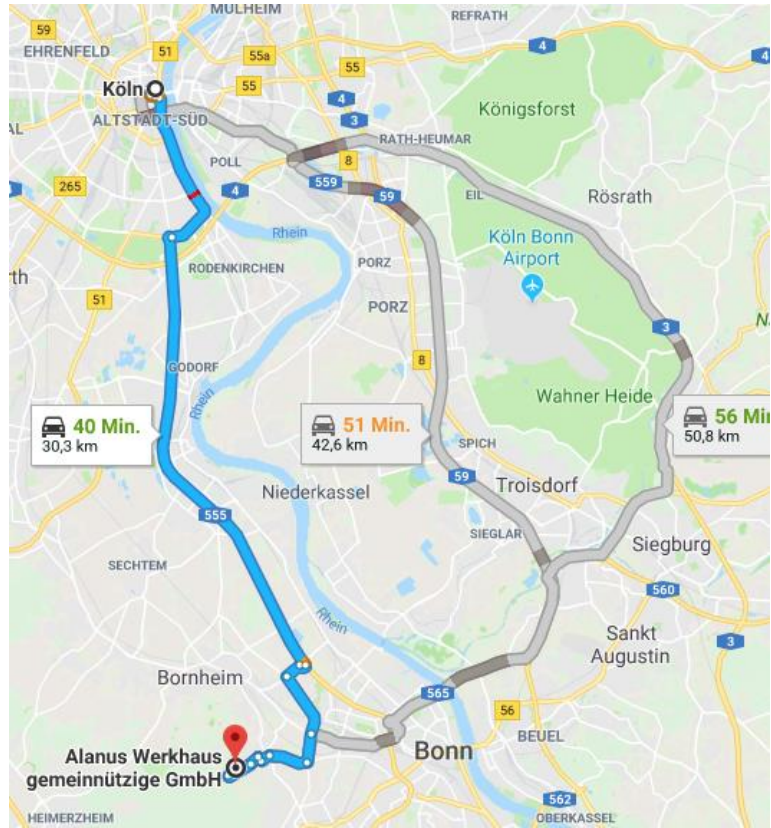 MÜLHEIM
REFRATH
59
51
EHRENFELD
55a
55
4
55
Köln
4
Königsforst
3
ALTSTADT-SÜD
RATH-HEUMAR
POLL
8
265
4
559
EIL
Rösrath
59
Rhein
Köln Bonn
Airport
RODENKIRCHEN
PORZ
51
PORZ
3
8
GODORF
Rhein
Wahner Heide
40 Min.
30,3 km
51 Min.
42,6 km
56 Min
50,8 km
SPICH
59
Troisdorf
Niederkassel
555
SIEGLAR
Siegburg
SECHTEM
560
Rhein
Sankt
Augustin
3
Bornheim
565
56
BEUEL
Alanus Werkhaus
gemeinnützige GmbH
Bonn
562
HEIMERZHEIM
OBERKASSEL